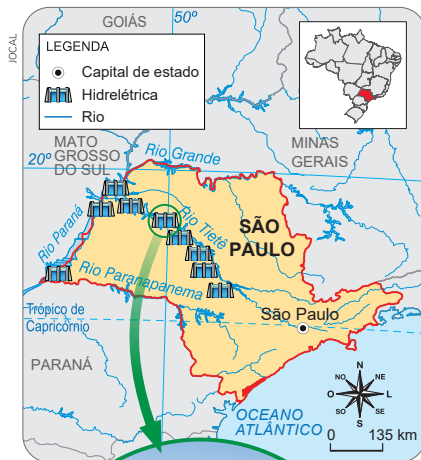 JOCAL
GOIÁS
50º
LEGENDA
Capital de estado
Hidrelétrica
Rio
MATO
GROSSO
DO SUL
20º
Rio Grande
MINAS
GERAIS
Rio Paraná
Rio Tietê
SÃO
PAULO
Rio Paranapanema
São Paulo
Trópico de
Capricórnio
PARANÁ
OCEANO
ATLÂNTICO
N
NO
NE
O
L
SO
SE
S
0
135 km